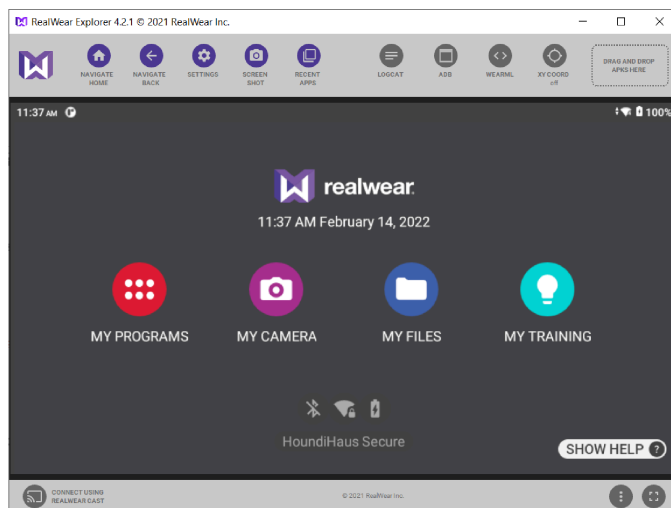 RealWear Explorer 4.2.1 © 2021 RealWear Inc.
NAVIGATE HOME
NAVIGATE BACK
SETTINGS
SCREEN SHOT
RECENT APPS
LOGCAT
ADB
WEARML
XY COORD
off
DRAG AND DROP
APKS HERE
11:37 AM
100%
realwear
11:37 AM February 14, 2022
MY PROGRAMS
MY CAMERA
MY FILES
MY TRAINING
HoundiHaus Secure
SHOW HELP ?
CONNECT USING
REALWEAR CAST
© 2021 RealWear Inc.